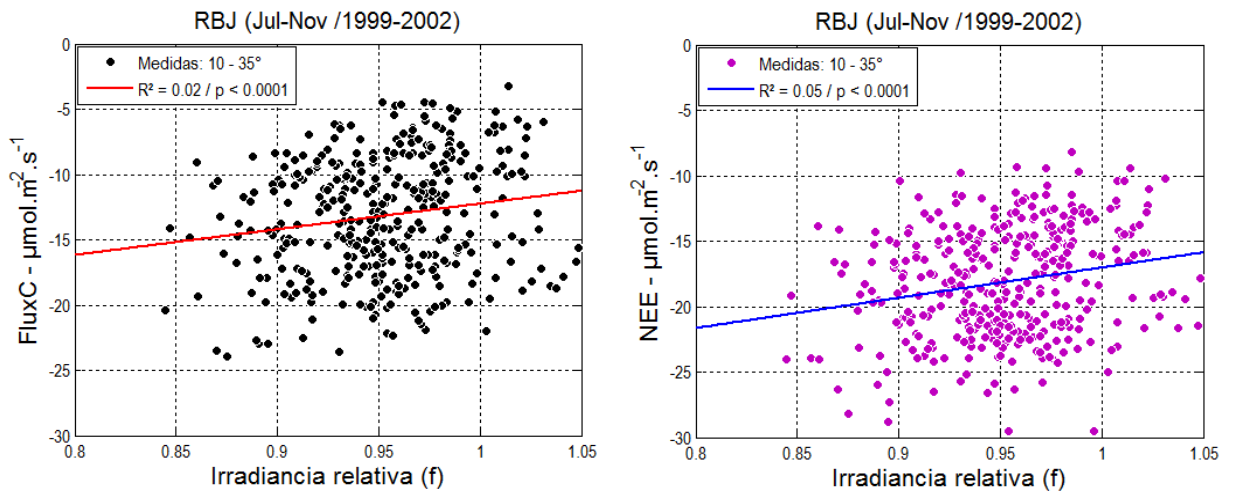 RBJ (Jul-Nov /1999-2002)
Medidas: 10 - 35°
R² = 0.02 / p < 0.0001
FluxC - µmol.m⁻².s⁻¹
0
-5
-10
-15
-20
-25
-30
0.8
0.85
0.9
0.95
1
1.05
Irradiancia relativa (f)
RBJ (Jul-Nov /1999-2002)
Medidas: 10 - 35°
R² = 0.05 / p < 0.0001
NEE - µmol.m⁻².s⁻¹
0
-5
-10
-15
-20
-25
-30
0.8
0.85
0.9
0.95
1
1.05
Irradiancia relativa (f)